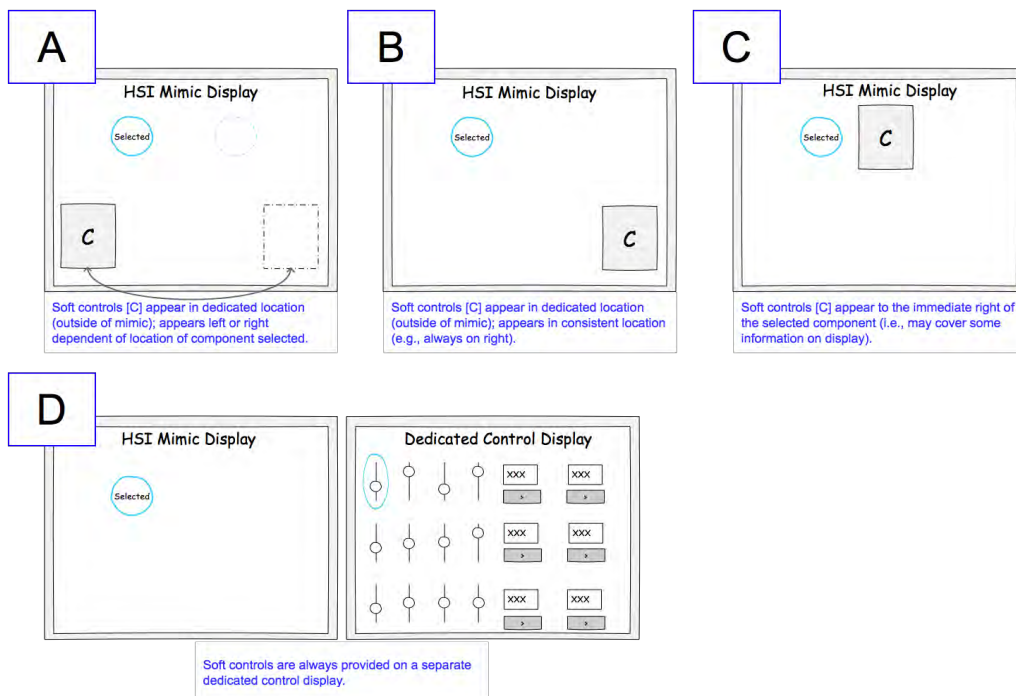 A
HSI Mimic Display
Selected
C
Soft controls [C] appear in dedicated location
(outside of mimic); appears left or right
dependent of location of component selected.
B
HSI Mimic Display
Selected
C
Soft controls [C] appear in dedicated location
(outside of mimic); appears in consistent location
(e.g., always on right).
C
HSI Mimic Display
Selected
C
Soft controls [C] appear to the immediate right of
the selected component (i.e., may cover some
information on display).
D
HSI Mimic Display
Selected
Dedicated Control Display
XXX XXX
> >
XXX XXX
> >
XXX XXX
> >
Soft controls are always provided on a separate
dedicated control display.